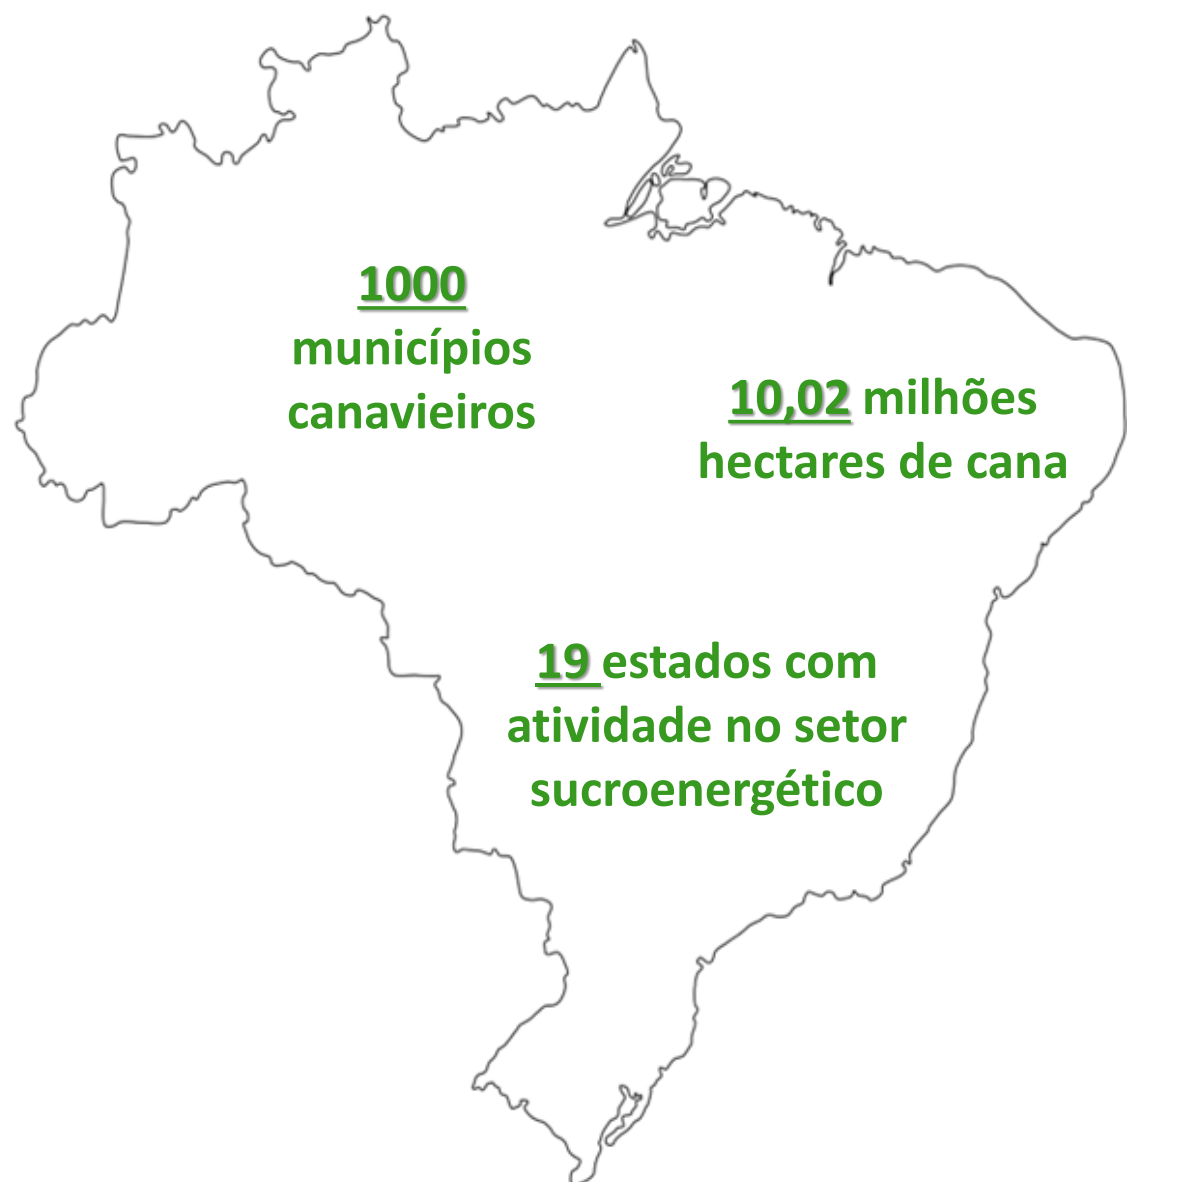 1000
municípios
canavieiros
10,02 milhões
hectares de cana
19 estados com
atividade no setor
sucroenergético